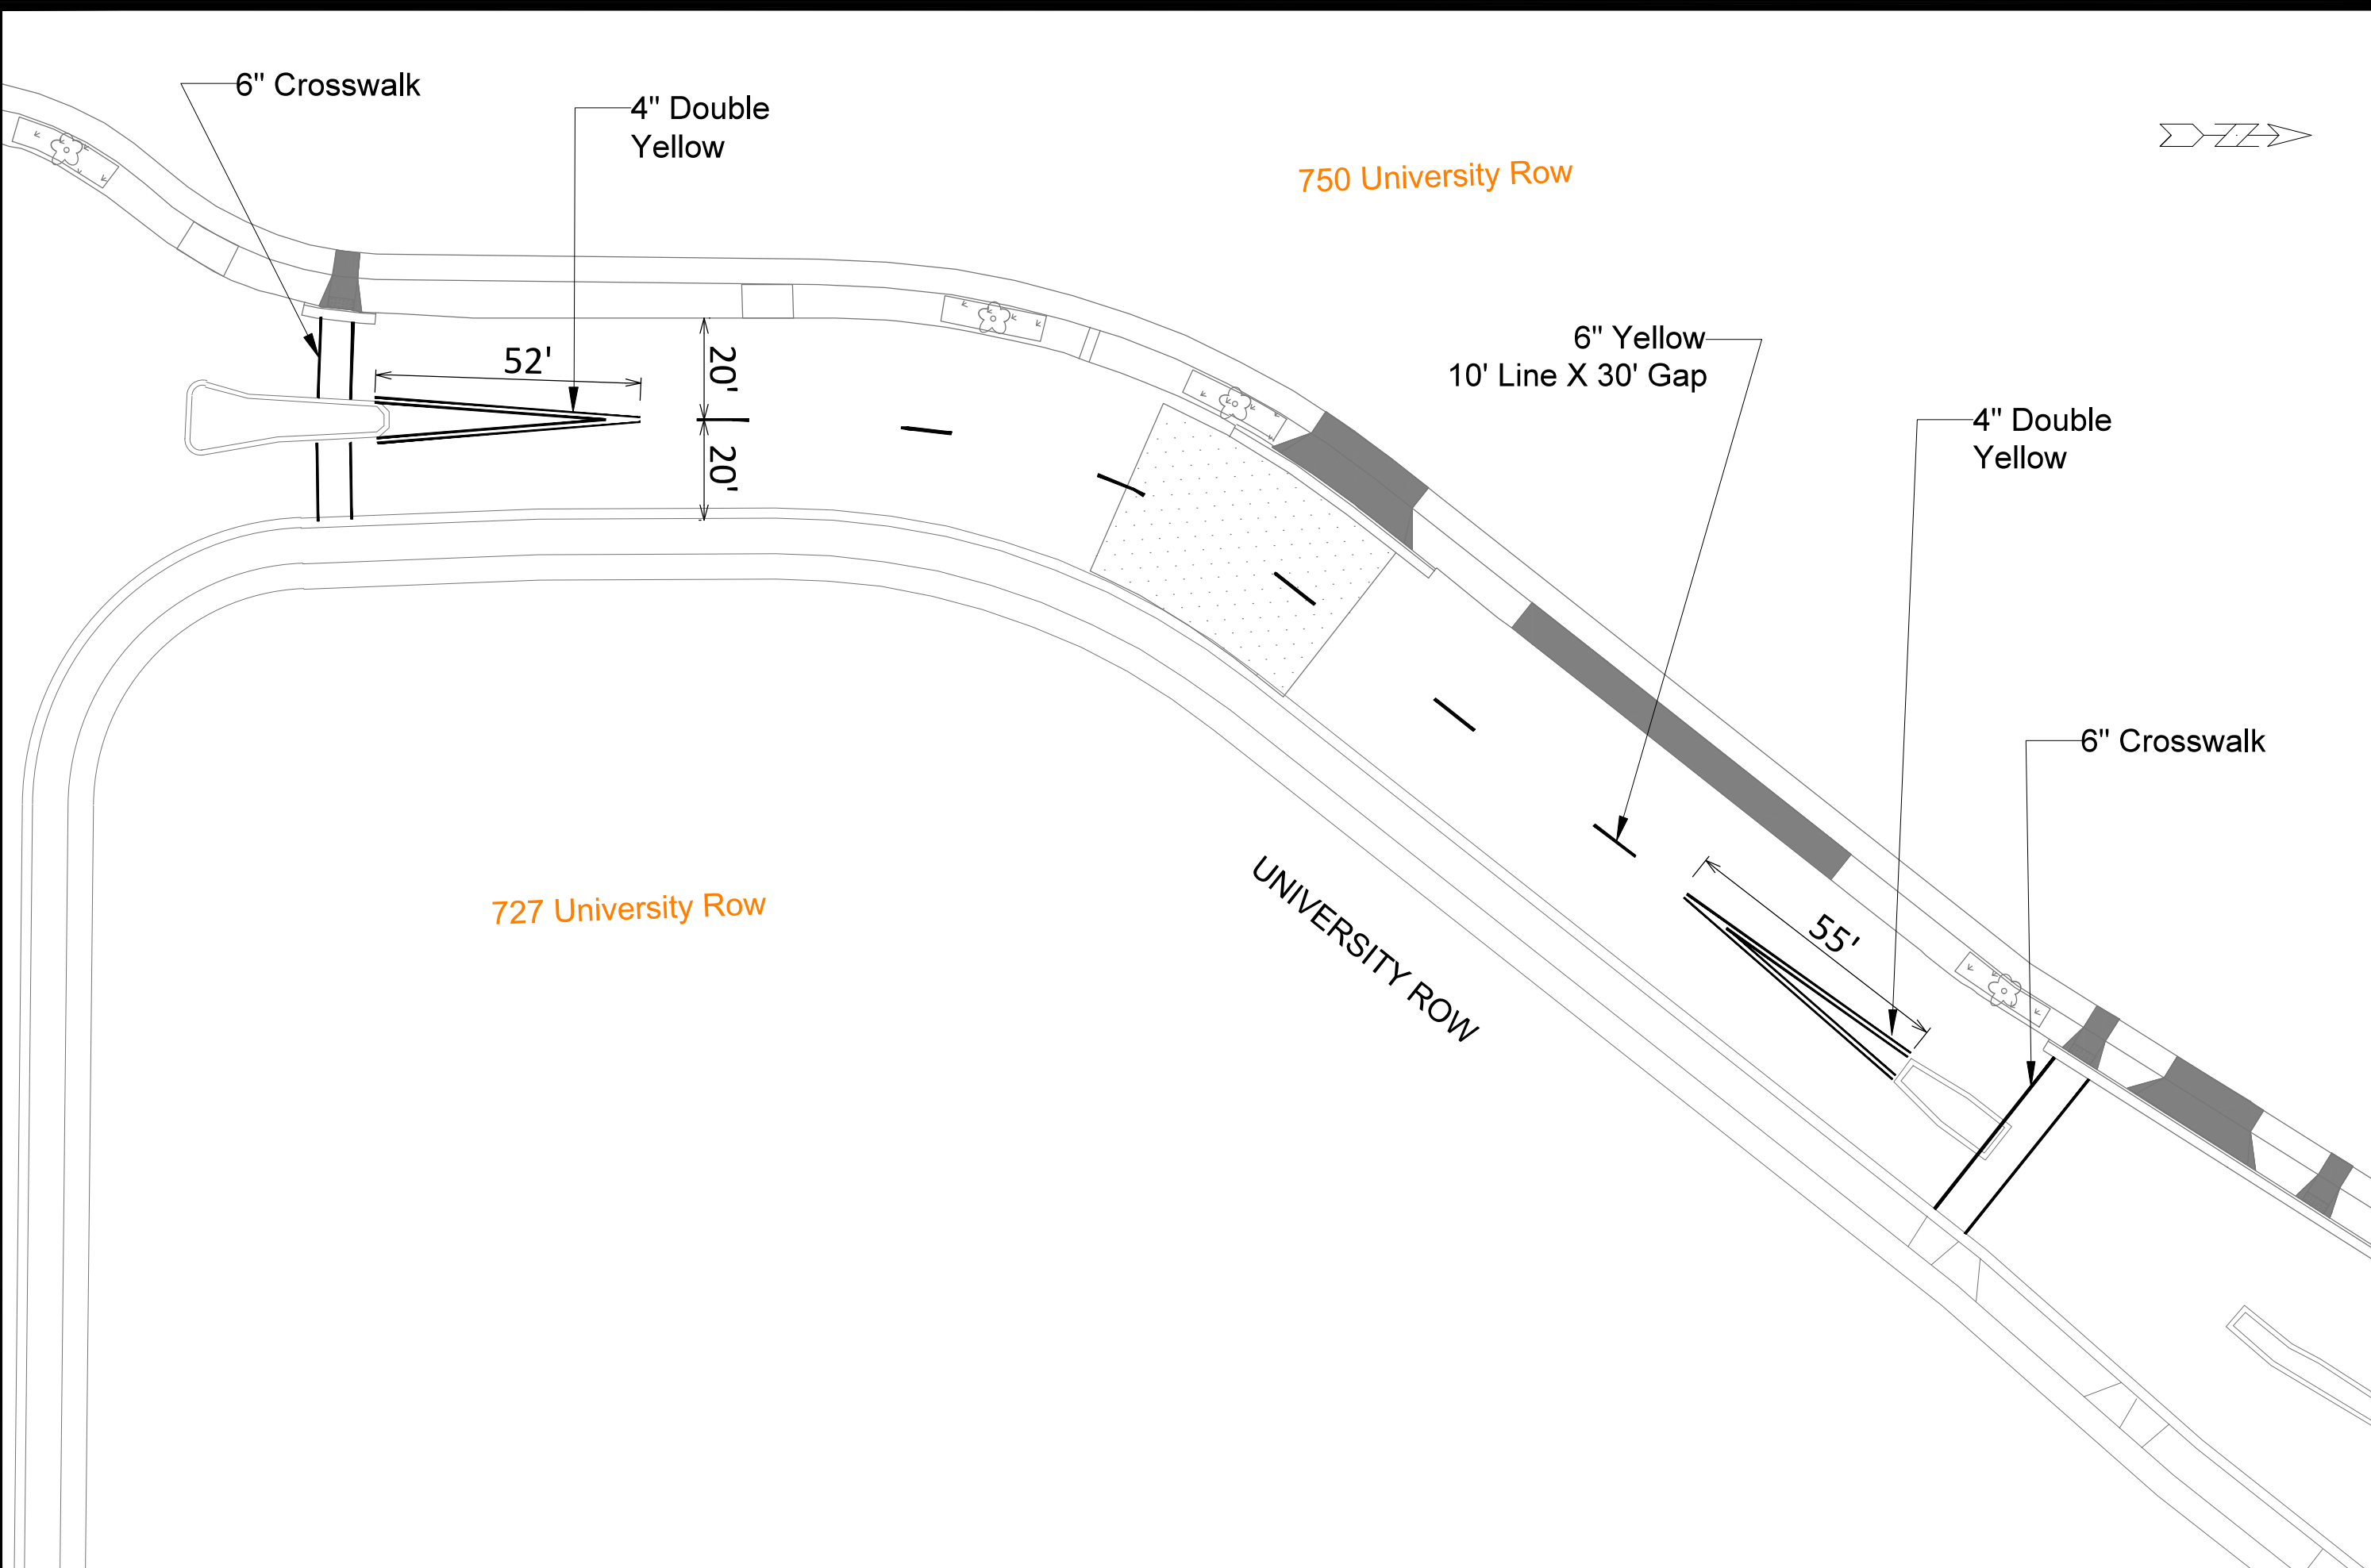 6" Crosswalk
4" Double
Yellow
750 University Row
52'
20'
20'
6" Yellow
10' Line X 30' Gap
4" Double
Yellow
6" Crosswalk
55'
727 University Row
UNIVERSITY ROW